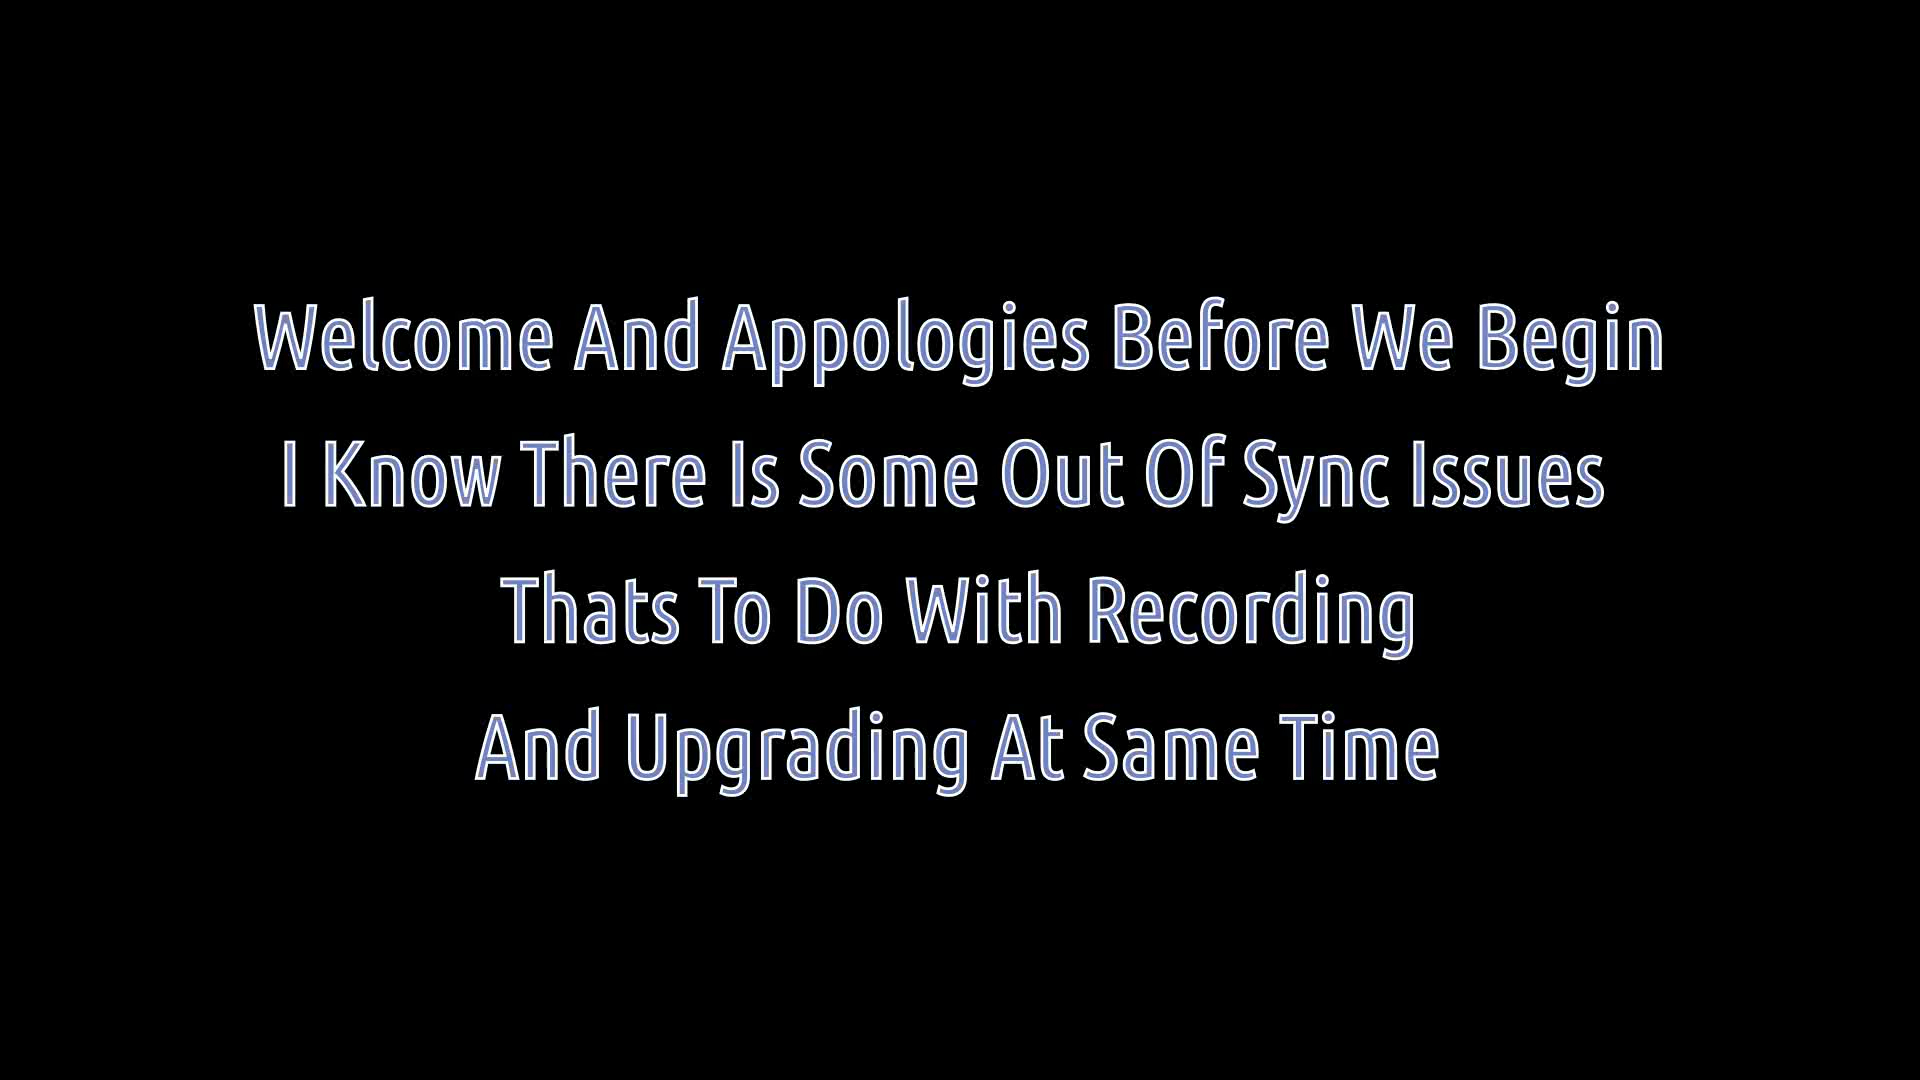 Welcome And Appologies Before We Begin
I Know There Is Some Out Of Sync Issues
Thats To Do With Recording
And Upgrading At Same Time